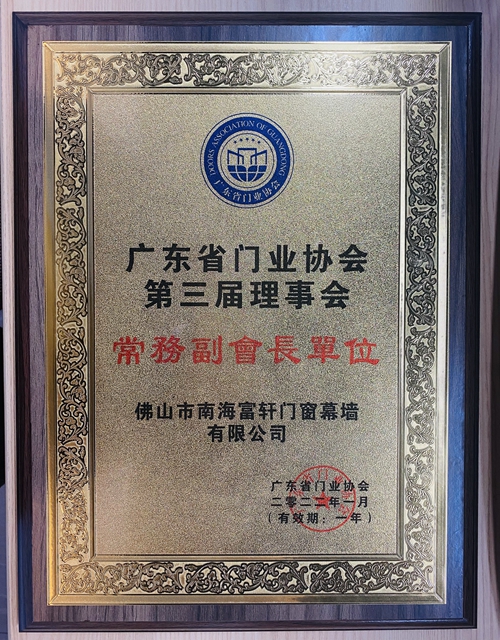 DOORS ASSOCIATION OF GUANGDONG
广东省门业协会
广东省门业协会
第三届理事会
常務副會長單位
佛山市南海富轩门窗幕墙
有限公司
广东省门业协会
二零二二年一月
（有效期：一年）